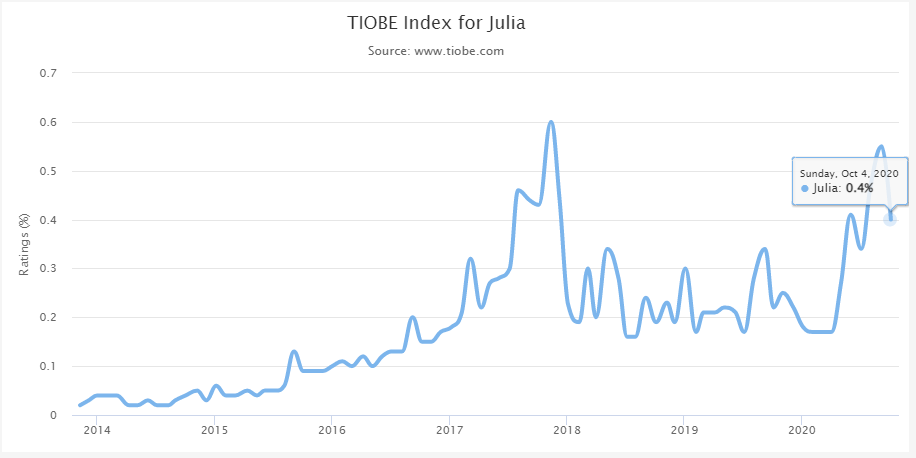 TIOBE Index for Julia
Source: www.tiobe.com
Ratings (%)
0.7
0.6
0.5
0.4
0.3
0.2
0.1
0
Sunday, Oct 4, 2020
Julia: 0.4%
2014 2015 2016 2017 2018 2019 2020